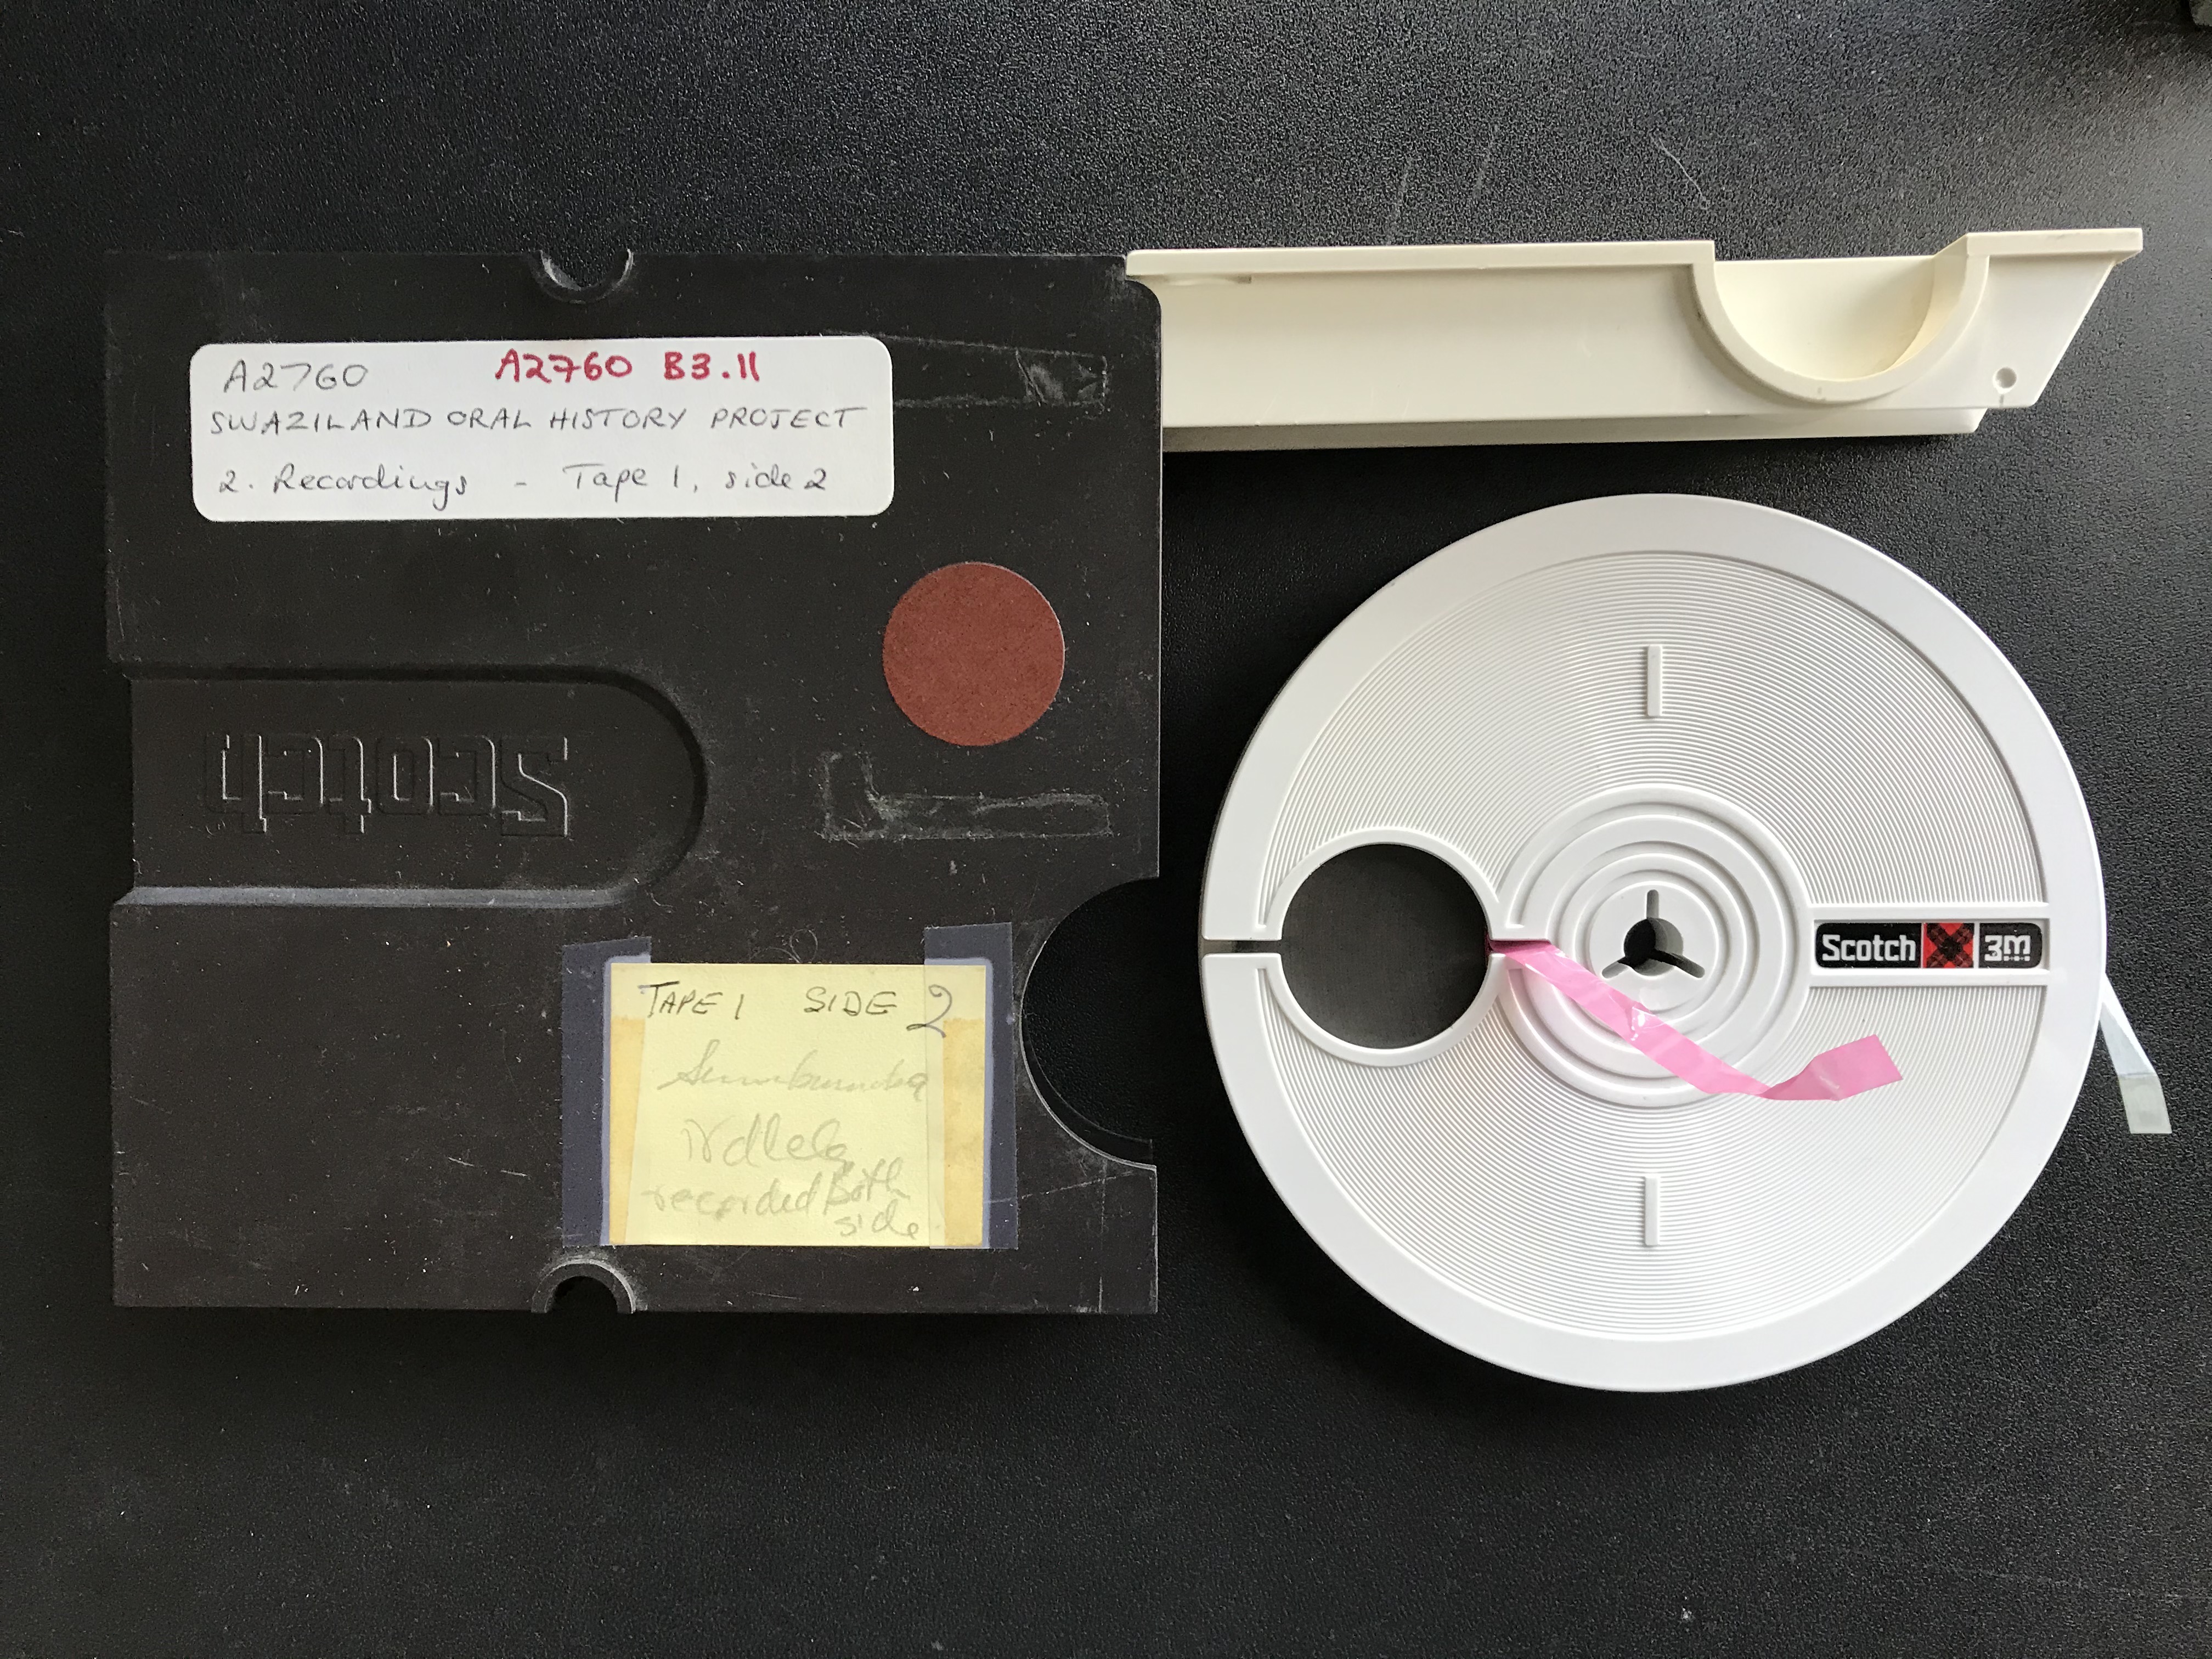 A2760 A2760 B3.11
SWAZILAND ORAL HISTORY PROJECT
2. Recordings - Tape 1, side 2
Scotch
TAPE 1 SIDE 2
Ndlela
recorded Both
side
Scotch 3M